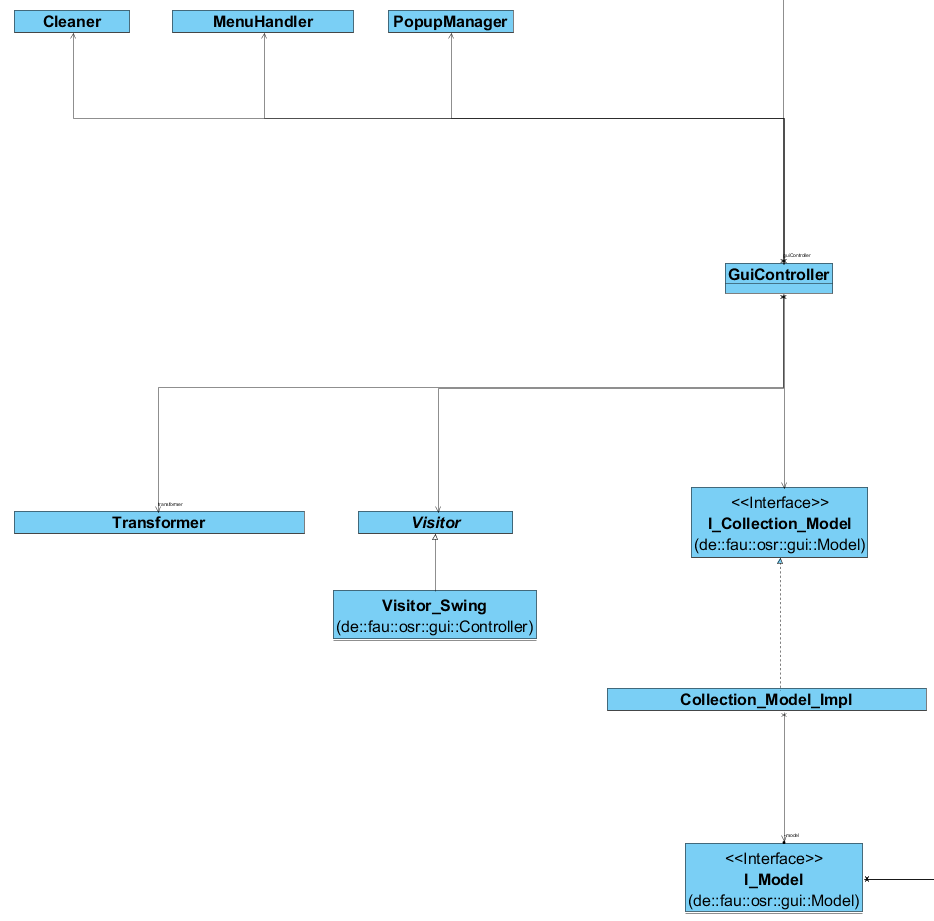 Cleaner
MenuHandler
PopupManager
guiController
GuiController
transformer
Transformer
Visitor
<<Interface>>
I_Collection_Model
(de::fau::osr::gui::Model)
Visitor_Swing
(de::fau::osr::gui::Controller)
Collection_Model_Impl
model
<<Interface>>
I_Model
(de::fau::osr::gui::Model)